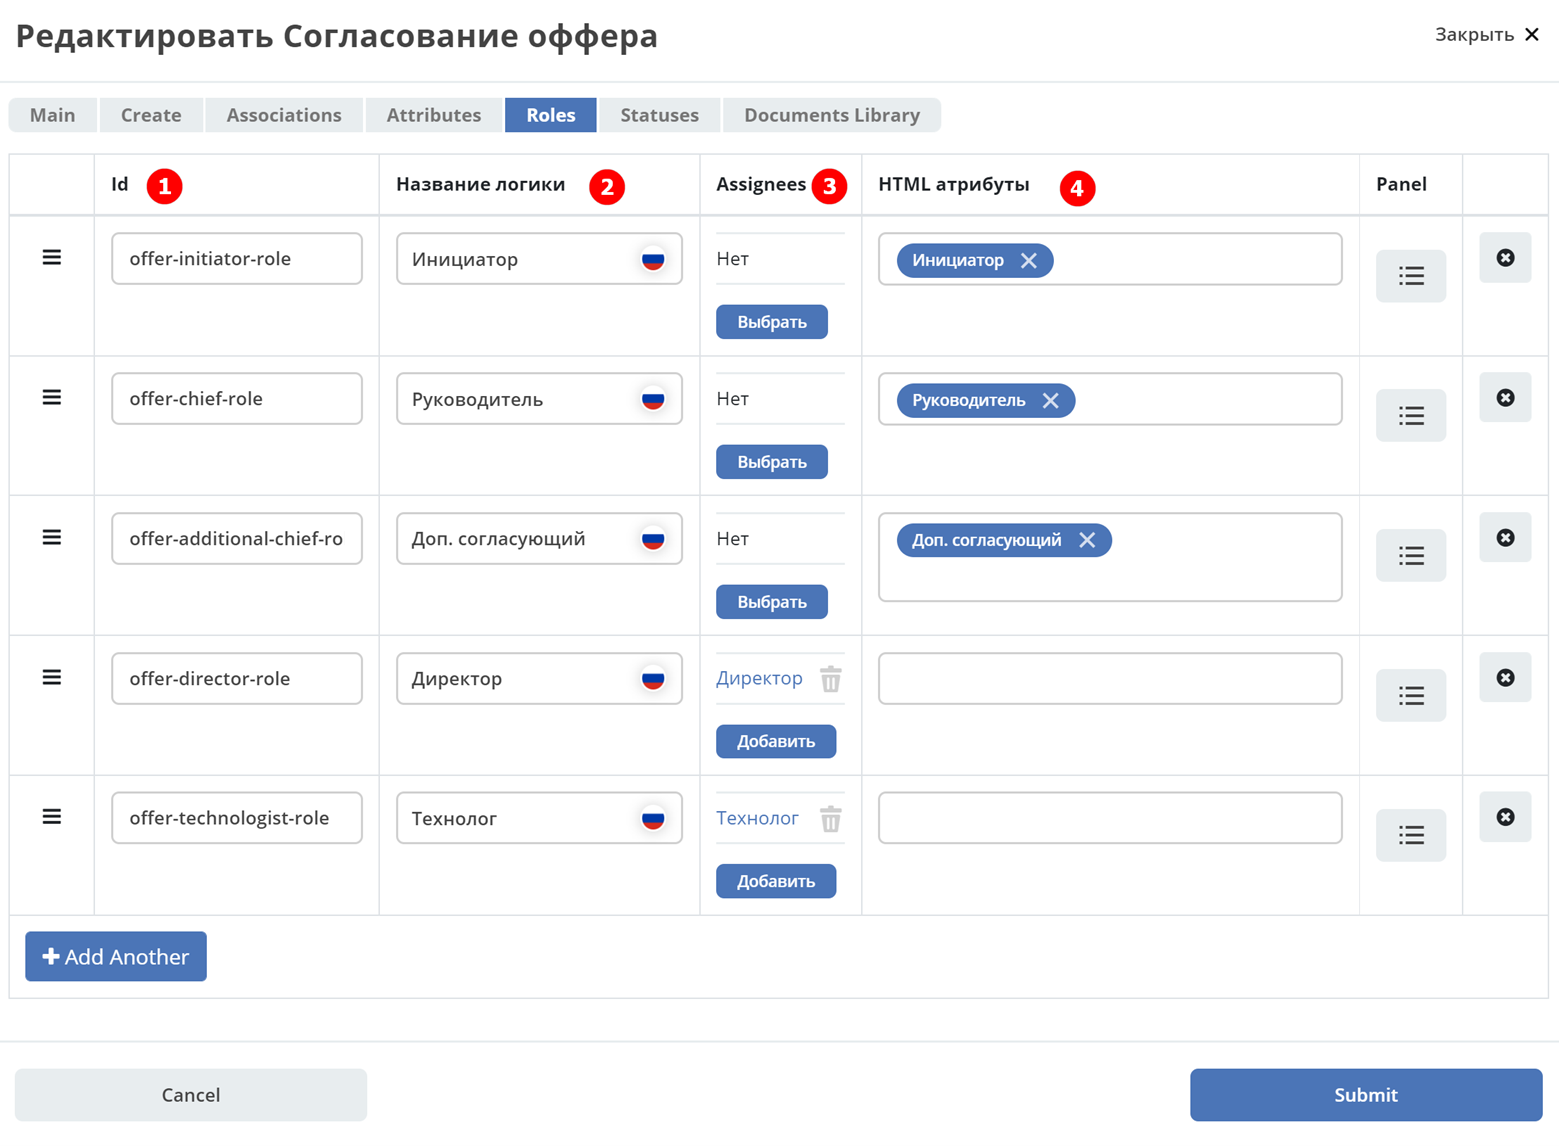 Редактировать Согласование оффера
Закрыть
Main Create Associations Attributes Roles Statuses Documents Library
Id 1 Название логики 2 Assignees 3 HTML атрибуты 4 Panel
offer-initiator-role Инициатор Нет Инициатор
Выбрать
offer-chief-role Руководитель Нет Руководитель
Выбрать
offer-additional-chief-ro Доп. согласующий Нет Доп. согласующий
Выбрать
offer-director-role Директор Директор
Добавить
offer-technologist-role Технолог Технолог
Добавить
Add Another
Cancel Submit